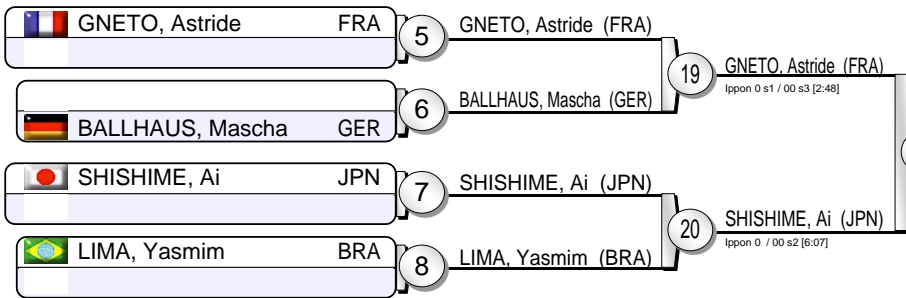 GNETO, Astride FRA
5
GNETO, Astride (FRA)
19
GNETO, Astride (FRA)
Ippon 0 s1 / 00 s3 [2:48]
6
BALLHAUS, Mascha (GER)
BALLHAUS, Mascha GER
SHISHIME, Ai JPN
7
SHISHIME, Ai (JPN)
20
SHISHIME, Ai (JPN)
Ippon 0 / 00 s2 [6:07]
LIMA, Yasmim BRA
8
LIMA, Yasmim (BRA)